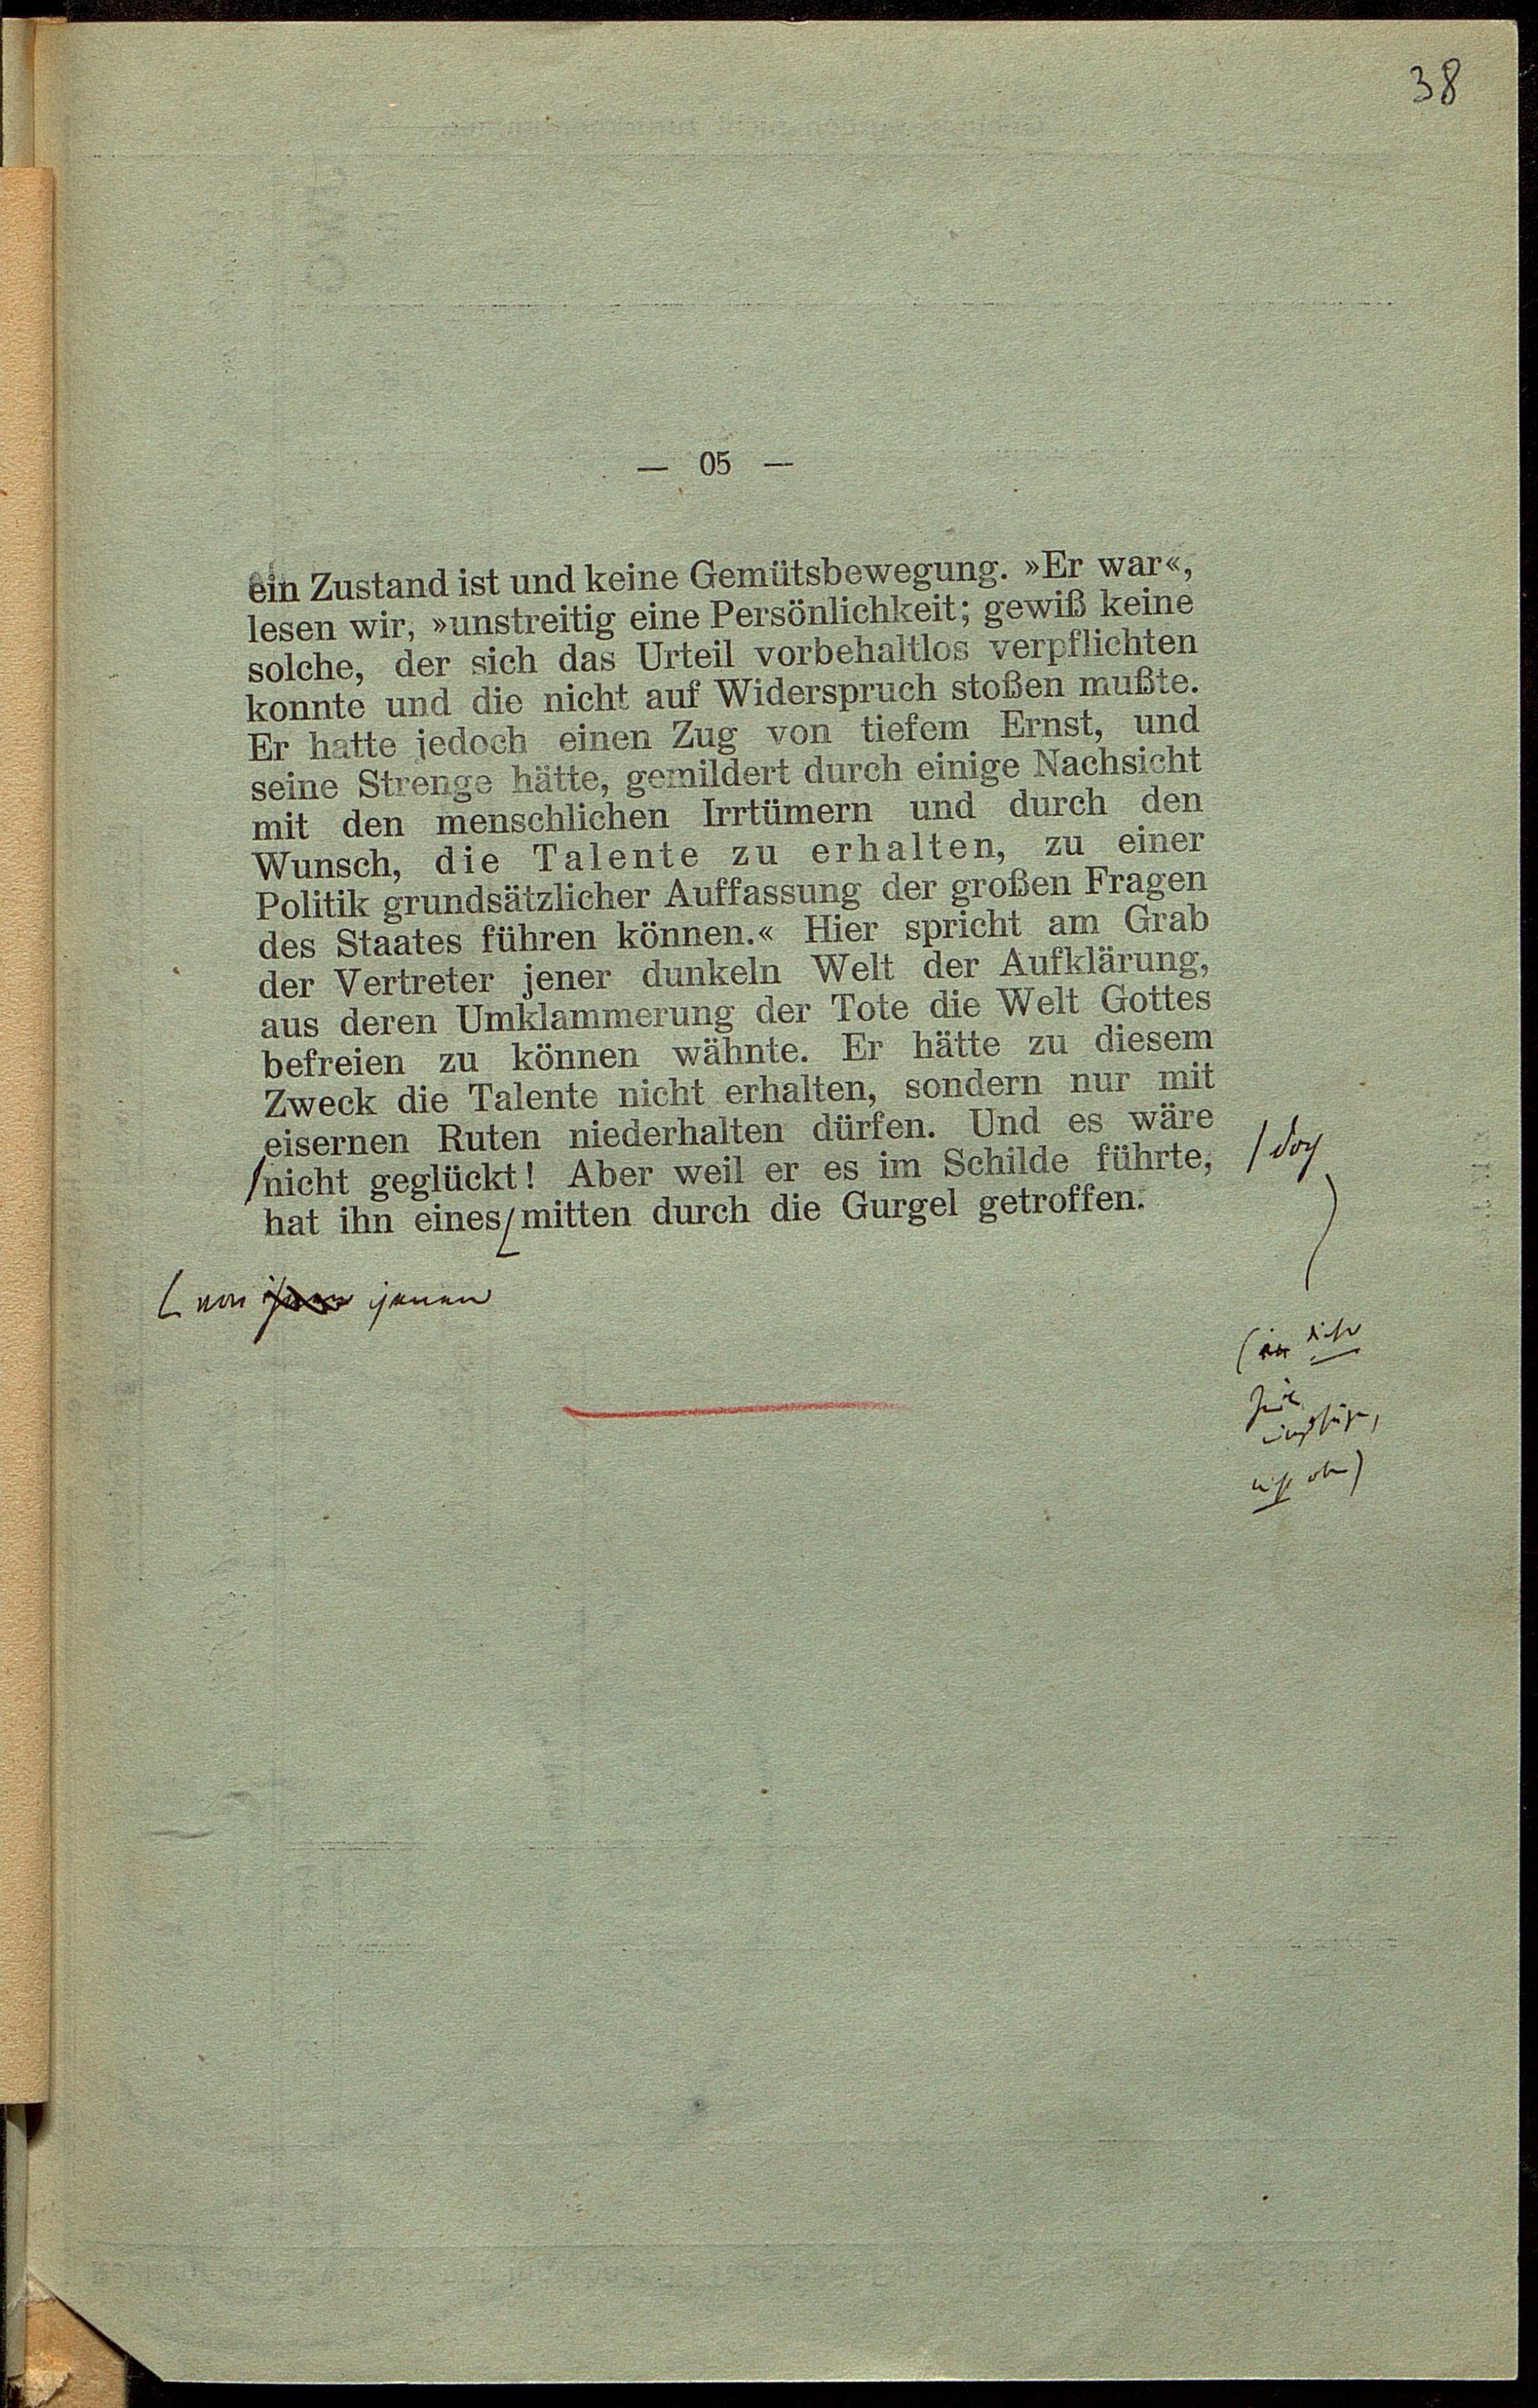 38
— 05 —
ein Zustand ist und keine Gemütsbewegung. »Er war«,
lesen wir, »unstreitig eine Persönlichkeit; gewiß keine
solche, der sich das Urteil vorbehaltlos verpflichten
konnte und die nicht auf Widerspruch stoßen mußte.
Er hatte jedoch einen Zug von tiefem Ernst, und
seine Strenge hätte, gemildert durch einige Nachsicht
mit den menschlichen Irrtümern und durch den
Wunsch, die Talente zu erhalten, zu einer
Politik grundsätzlicher Auffassung der großen Fragen
des Staates führen können.« Hier spricht am Grab
der Vertreter jener dunkeln Welt der Aufklärung,
aus deren Umklammerung der Tote die Welt Gottes
befreien zu können wähnte. Er hätte zu diesem
Zweck die Talente nicht erhalten, sondern nur mit
eisernen Ruten niederhalten dürfen. Und es wäre
nicht geglückt! Aber weil er es im Schilde führte,
hat ihn eines mitten durch die Gurgel getroffen.
doch
von jenen